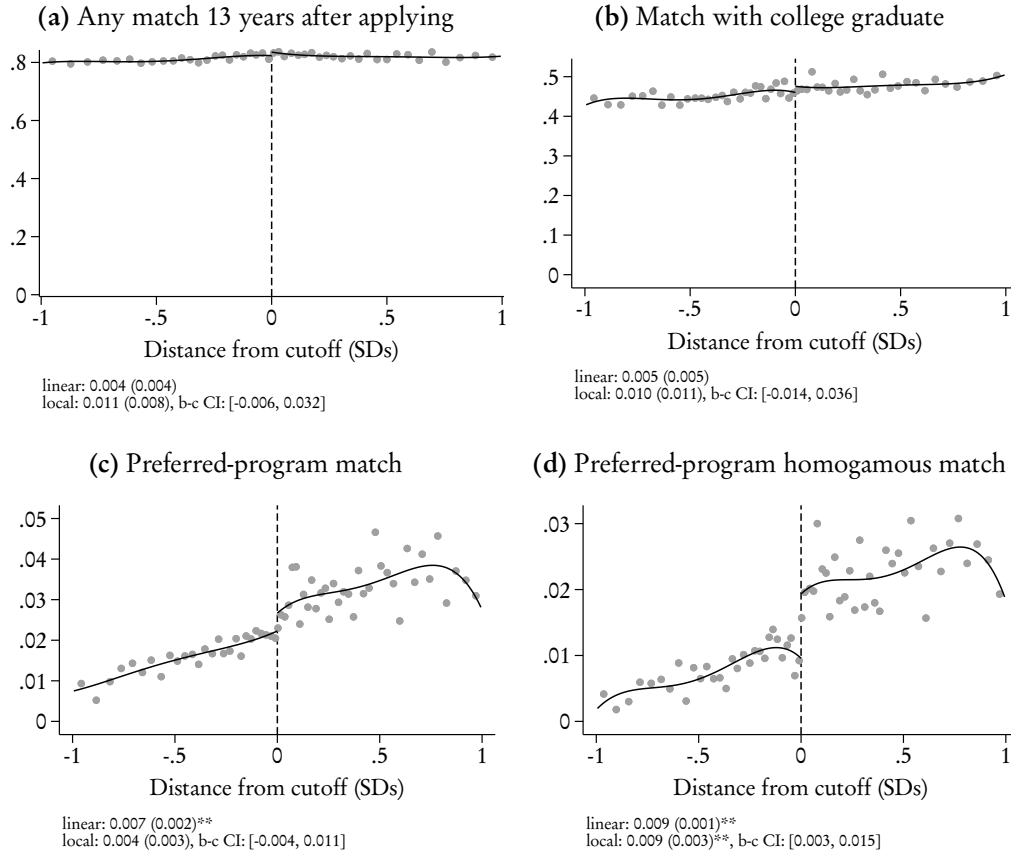 (a) Any match 13 years after applying
.8
.6
.4
.2
0
-1 -.5 0 .5 1
Distance from cutoff (SDs)
linear: 0.004 (0.004)
local: 0.011 (0.008), b-c CI: [-0.006, 0.032]
(b) Match with college graduate
.5
.4
.3
.2
.1
0
-1 -.5 0 .5 1
Distance from cutoff (SDs)
linear: 0.005 (0.005)
local: 0.010 (0.011), b-c CI: [-0.014, 0.036]
(c) Preferred-program match
.05
.04
.03
.02
.01
0
-1 -.5 0 .5 1
Distance from cutoff (SDs)
linear: 0.007 (0.002)**
local: 0.004 (0.003), b-c CI: [-0.004, 0.011]
(d) Preferred-program homogamous match
.03
.02
.01
0
-1 -.5 0 .5 1
Distance from cutoff (SDs)
linear: 0.009 (0.001)**
local: 0.009 (0.003)**, b-c CI: [0.003, 0.015]